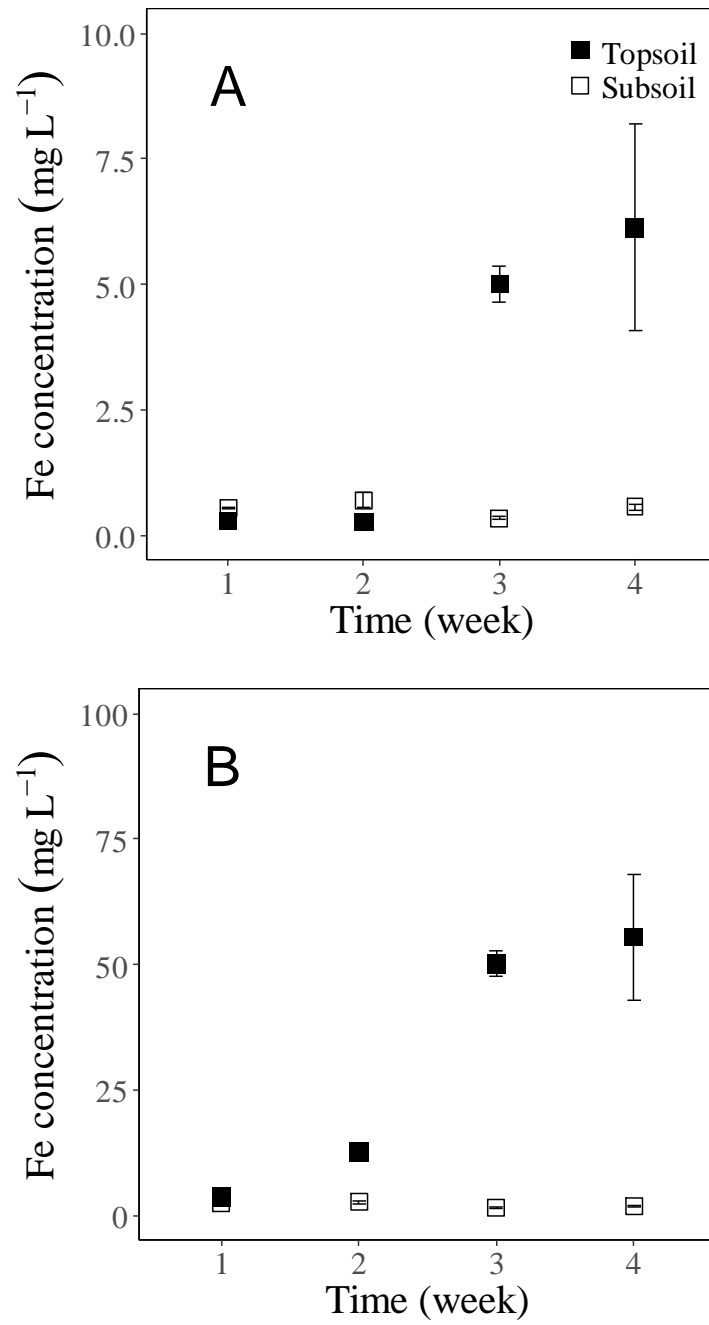 10.0
A
Topsoil
Subsoil
7.5
5.0
2.5
0.0
Fe concentration (mg L⁻¹)
1 2 3 4
Time (week)
100
B
75
50
25
0
Fe concentration (mg L⁻¹)
1 2 3 4
Time (week)